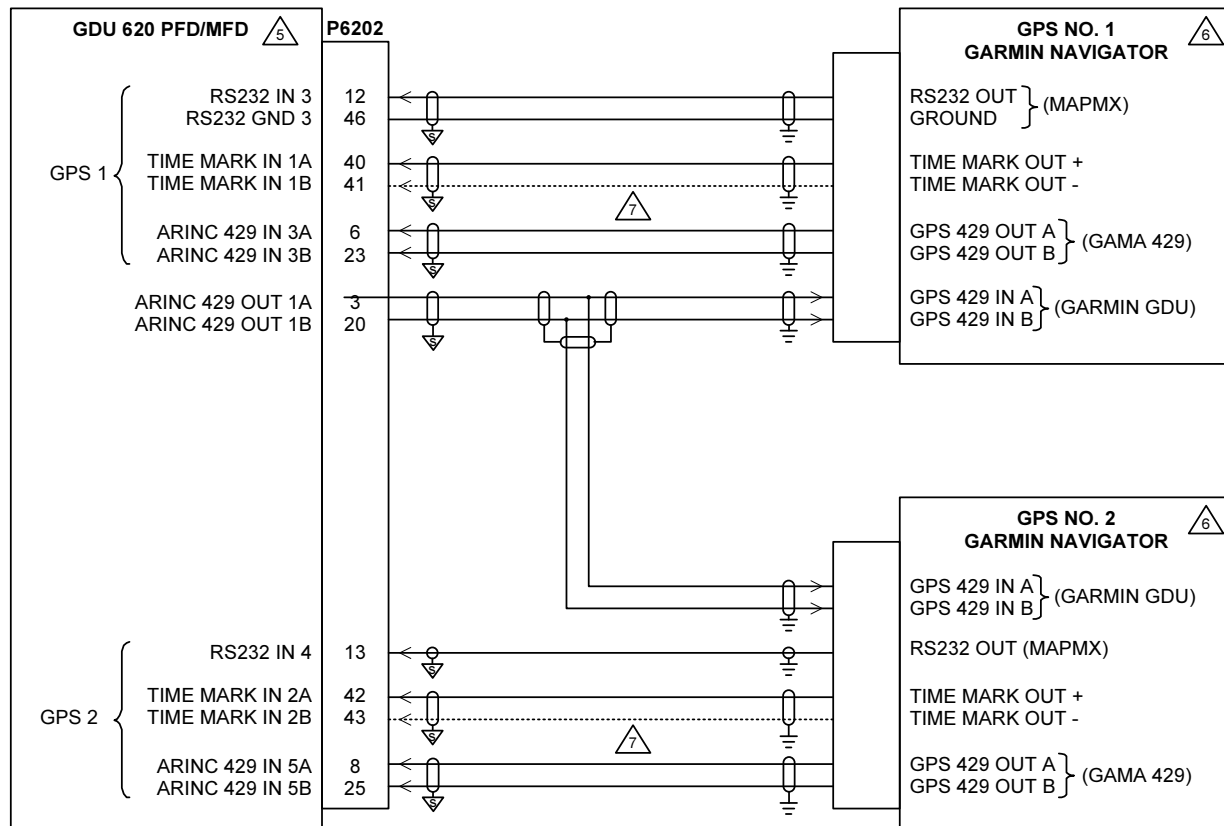 GDU 620 PFD/MFD 5
P6202
GPS 1
RS232 IN 3 12
RS232 GND 3 46
TIME MARK IN 1A 40
TIME MARK IN 1B 41
ARINC 429 IN 3A 6
ARINC 429 IN 3B 23
ARINC 429 OUT 1A 3
ARINC 429 OUT 1B 20
S
S
S
S
7
GPS NO. 1 6
GARMIN NAVIGATOR
RS232 OUT
GROUND
(MAPMX)
TIME MARK OUT +
TIME MARK OUT -
GPS 429 OUT A
GPS 429 OUT B
(GAMA 429)
GPS 429 IN A
GPS 429 IN B
(GARMIN GDU)
GPS 2
RS232 IN 4 13
TIME MARK IN 2A 42
TIME MARK IN 2B 43
ARINC 429 IN 5A 8
ARINC 429 IN 5B 25
S
S
S
7
GPS NO. 2 6
GARMIN NAVIGATOR
GPS 429 IN A
GPS 429 IN B
(GARMIN GDU)
RS232 OUT (MAPMX)
TIME MARK OUT +
TIME MARK OUT -
GPS 429 OUT A
GPS 429 OUT B
(GAMA 429)